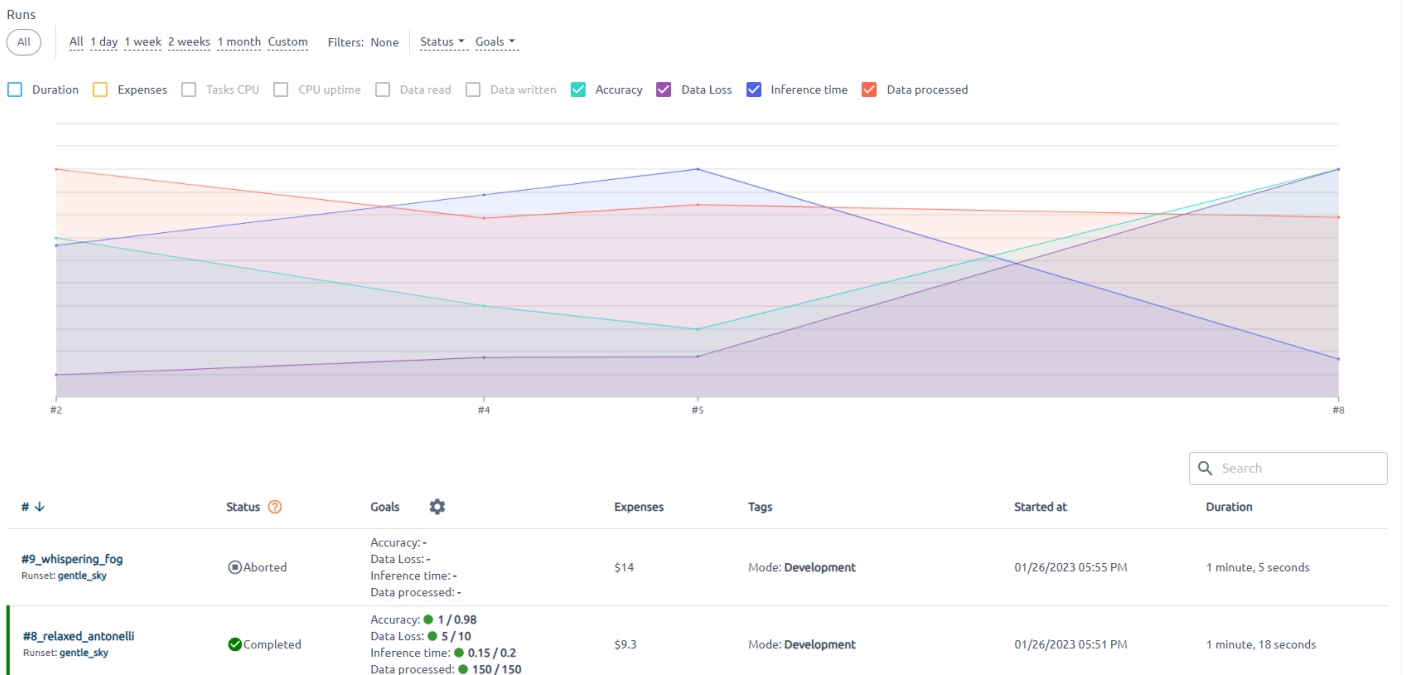 Runs
All
All 1 day 1 week 2 weeks 1 month Custom Filters: None Status Goals
Duration Expenses Tasks CPU CPU uptime Data read Data written Accuracy Data Loss Inference time Data processed
#2 #4 #5 #8
Search
# Status Goals Expenses Tags Started at Duration
#9_whispering_fog
Runset: gentle_sky
Aborted
Accuracy: -
Data Loss: -
Inference time: -
Data processed: -
$14
Mode: Development
01/26/2023 05:55 PM
1 minute, 5 seconds
#8_relaxed_antonelli
Runset: gentle_sky
Completed
Accuracy: 1 / 0.98
Data Loss: 5 / 10
Inference time: 0.15 / 0.2
Data processed: 150 / 150
$9.3
Mode: Development
01/26/2023 05:51 PM
1 minute, 18 seconds